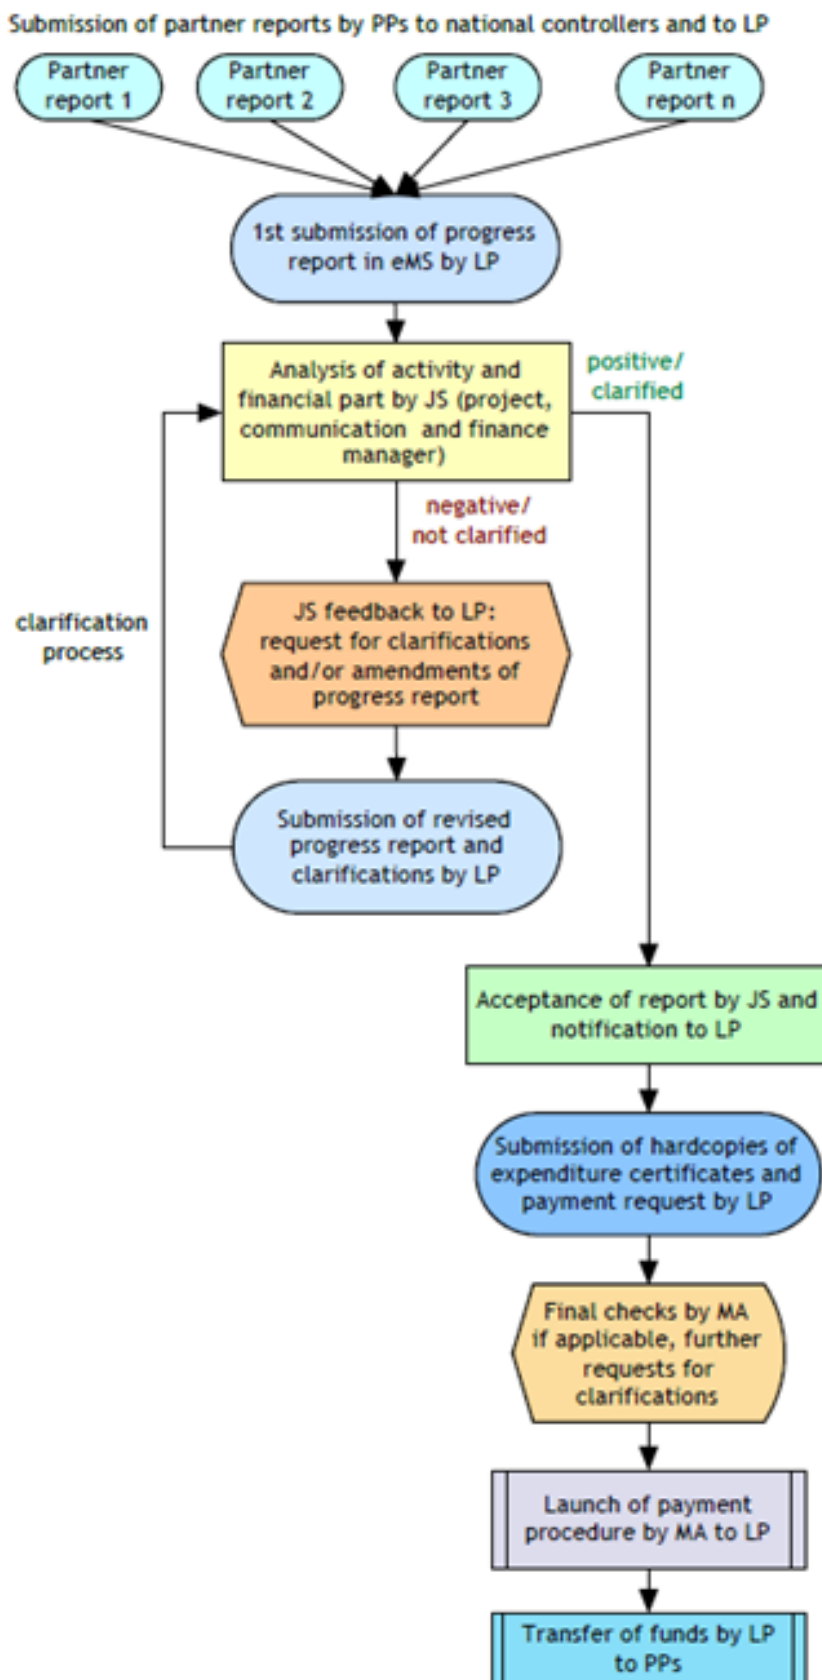 Submission of partner reports by PPs to national controllers and to LP
Partner
report 1
Partner
report 2
Partner
report 3
Partner
report n
1st submission of progress
report in eMS by LP
Analysis of activity and
financial part by JS (project,
communication and finance
manager)
positive/
clarified
negative/
not clarified
clarification
process
JS feedback to LP:
request for clarifications
and/or amendments of
progress report
Submission of revised
progress report and
clarifications by LP
Acceptance of report by JS and
notification to LP
Submission of hardcopies of
expenditure certificates and
payment request by LP
Final checks by MA
if applicable, further
requests for
clarifications
Launch of payment
procedure by MA to LP
Transfer of funds by LP
to PPs